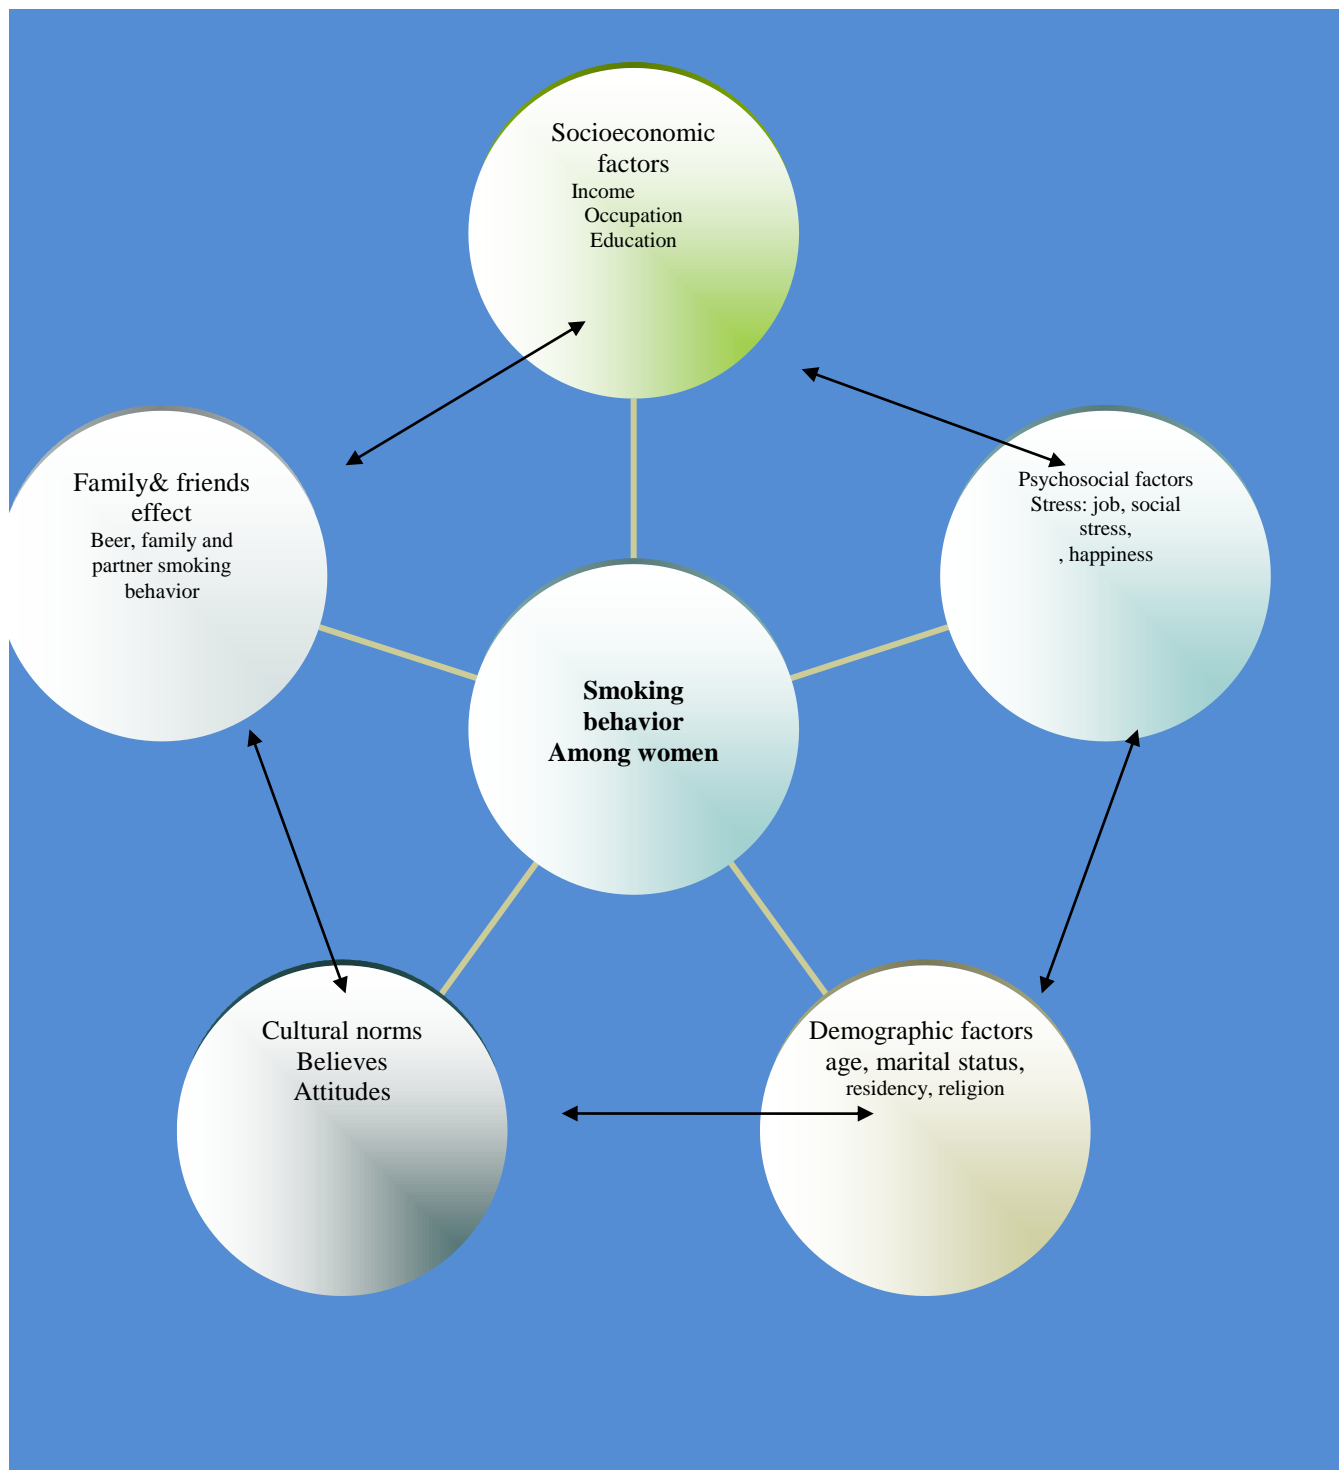 Socioeconomic
factors
Income
Occupation
Education
Family& friends
effect
Beer, family and
partner smoking
behavior
Psychosocial factors
Stress: job, social
stress,
, happiness
Smoking
behavior
Among women
Cultural norms
Believes
Attitudes
Demographic factors
age, marital status,
residency, religion